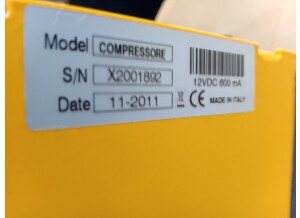 Model COMPRESSORE
S/N X2001892
12VDC 600 mA
Date 11-2011 CE MADE IN ITALY